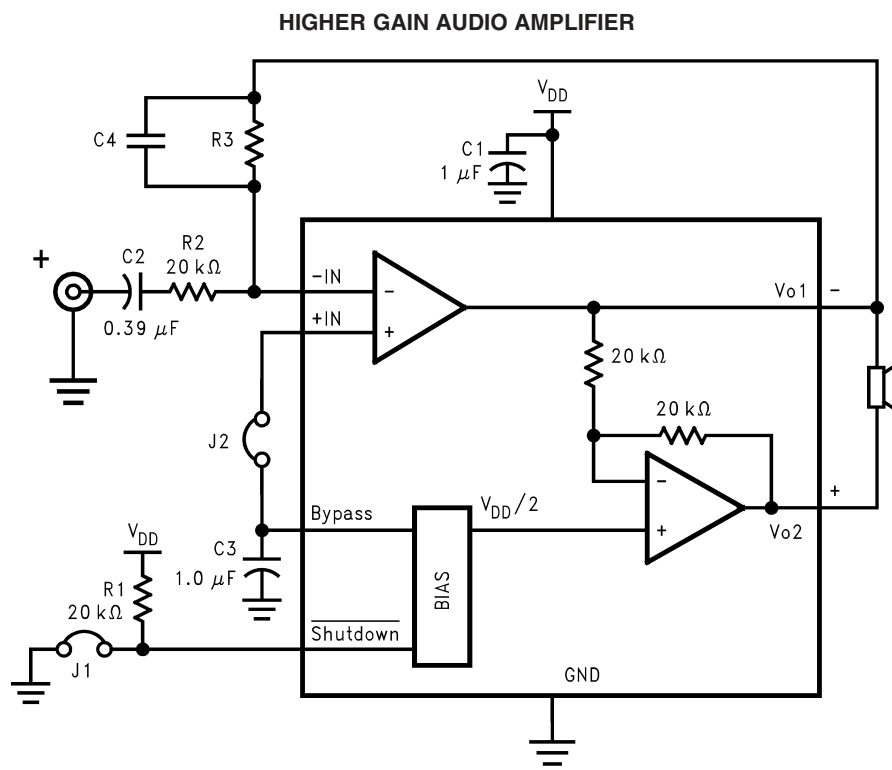 HIGHER GAIN AUDIO AMPLIFIER
V_DD
C4
R3
C1
1 μF
+
C2
R2
20 kΩ
0.39 μF
−IN
+IN
−
+
Vo1
−
20 kΩ
20 kΩ
J2
Bypass
V_DD/2
−
+
+
Vo2
C3
1.0 μF
V_DD
R1
20 kΩ
Shutdown
BIAS
J1
GND